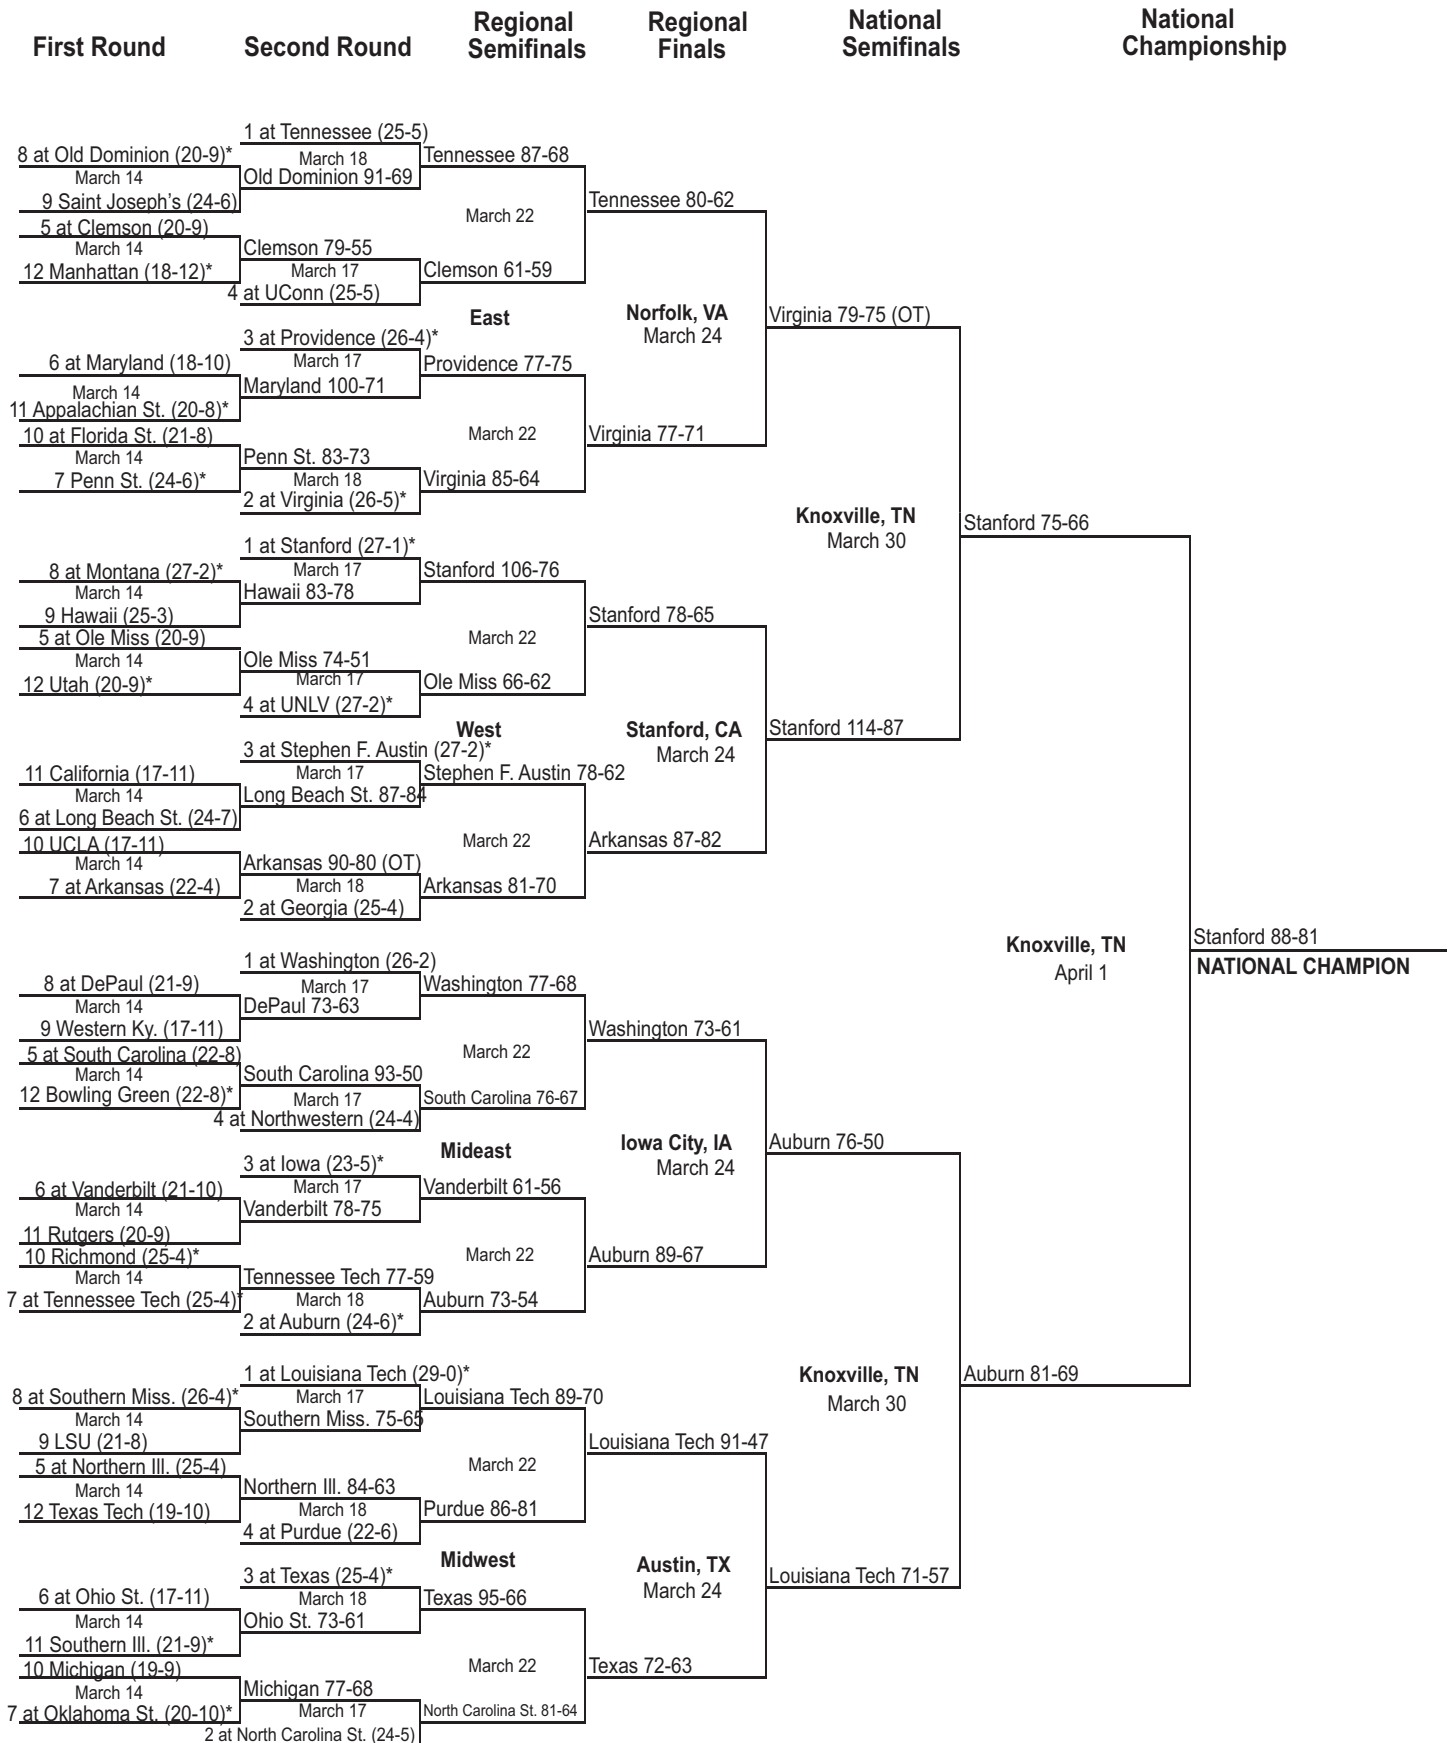 First Round
Second Round
Regional
Semifinals
Regional
Finals
National
Semifinals
National
Championship
1 at Tennessee (25-5)
8 at Old Dominion (20-9)*
March 14
9 Saint Joseph's (24-6)
March 18
Old Dominion 91-69
Tennessee 87-68
5 at Clemson (20-9)
March 14
12 Manhattan (18-12)*
Clemson 79-55
March 17
4 at UConn (25-5)
Clemson 61-59
March 22
Tennessee 80-62
East
3 at Providence (26-4)*
6 at Maryland (18-10)
March 14
11 Appalachian St. (20-8)*
March 17
Maryland 100-71
Providence 77-75
10 at Florida St. (21-8)
March 14
7 Penn St. (24-6)*
Penn St. 83-73
March 18
2 at Virginia (26-5)*
Virginia 85-64
March 22
Virginia 77-71
Norfolk, VA
March 24
Virginia 79-75 (OT)
1 at Stanford (27-1)*
8 at Montana (27-2)*
March 14
9 Hawaii (25-3)
March 17
Hawaii 83-78
Stanford 106-76
5 at Ole Miss (20-9)
March 14
12 Utah (20-9)*
Ole Miss 74-51
March 17
4 at UNLV (27-2)*
Ole Miss 66-62
March 22
Stanford 78-65
West
3 at Stephen F. Austin (27-2)*
11 California (17-11)
March 14
6 at Long Beach St. (24-7)
March 17
Long Beach St. 87-84
Stephen F. Austin 78-62
10 UCLA (17-11)
March 14
7 at Arkansas (22-4)
Arkansas 90-80 (OT)
March 18
2 at Georgia (25-4)
Arkansas 81-70
March 22
Arkansas 87-82
Stanford, CA
March 24
Stanford 114-87
Knoxville, TN
March 30
Stanford 75-66
1 at Washington (26-2)
8 at DePaul (21-9)
March 14
9 Western Ky. (17-11)
March 17
DePaul 73-63
Washington 77-68
5 at South Carolina (22-8)
March 14
12 Bowling Green (22-8)*
South Carolina 93-50
March 17
4 at Northwestern (24-4)
South Carolina 76-67
March 22
Washington 73-61
Mideast
3 at Iowa (23-5)*
6 at Vanderbilt (21-10)
March 14
11 Rutgers (20-9)
March 17
Vanderbilt 78-75
Vanderbilt 61-56
10 Richmond (25-4)*
March 14
7 at Tennessee Tech (25-4)*
Tennessee Tech 77-59
March 18
2 at Auburn (24-6)*
Auburn 73-54
March 22
Auburn 89-67
Iowa City, IA
March 24
Auburn 76-50
1 at Louisiana Tech (29-0)*
8 at Southern Miss. (26-4)*
March 14
9 LSU (21-8)
March 17
Southern Miss. 75-65
Louisiana Tech 89-70
5 at Northern Ill. (25-4)
March 14
12 Texas Tech (19-10)
Northern Ill. 84-63
March 18
4 at Purdue (22-6)
Purdue 86-81
March 22
Louisiana Tech 91-47
Midwest
3 at Texas (25-4)*
6 at Ohio St. (17-11)
March 14
11 Southern Ill. (21-9)*
March 18
Ohio St. 73-61
Texas 95-66
10 Michigan (19-9)
March 14
7 at Oklahoma St. (20-10)*
Michigan 77-68
March 17
2 at North Carolina St. (24-5)
North Carolina St. 81-64
March 22
Texas 72-63
Austin, TX
March 24
Louisiana Tech 71-57
Knoxville, TN
March 30
Auburn 81-69
Knoxville, TN
April 1
Stanford 88-81
NATIONAL CHAMPION